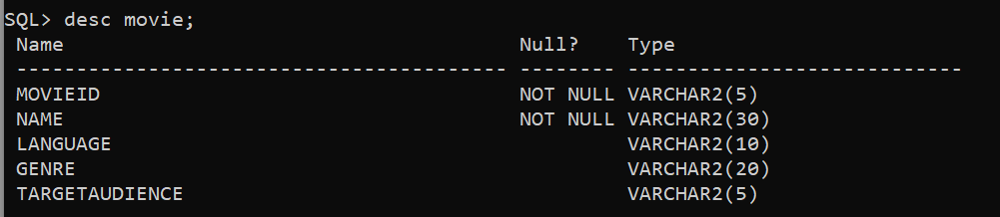 SQL> desc movie;
Name Null? Type
----------------------------------------- -------- ----------------------------
MOVIEID NOT NULL VARCHAR2(5)
NAME NOT NULL VARCHAR2(30)
LANGUAGE VARCHAR2(10)
GENRE VARCHAR2(20)
TARGETAUDIENCE VARCHAR2(5)